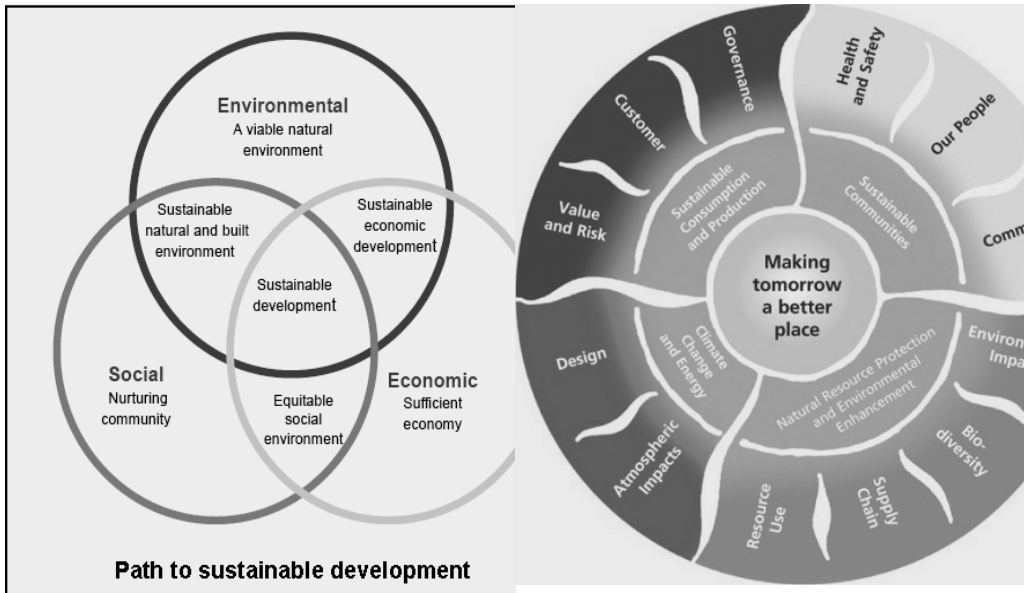 Environmental
A viable natural
environment
Sustainable
natural and built
environment
Sustainable
economic
development
Sustainable
development
Social
Nurturing
community
Equitable
social
environment
Economic
Sufficient
economy
Path to sustainable development
Governance
Customer
Value
and Risk
Health
and Safety
Our People
Comm
Sustainable
Consumption
and Production
Sustainable
Communities
Making
tomorrow
a better
place
Climate
Change
and Energy
Natural Resource Protection
and Environmental
Enhancement
Design
Atmospheric
Impacts
Resource
Use
Supply
Chain
Bio-
diversity
Environ
Impa